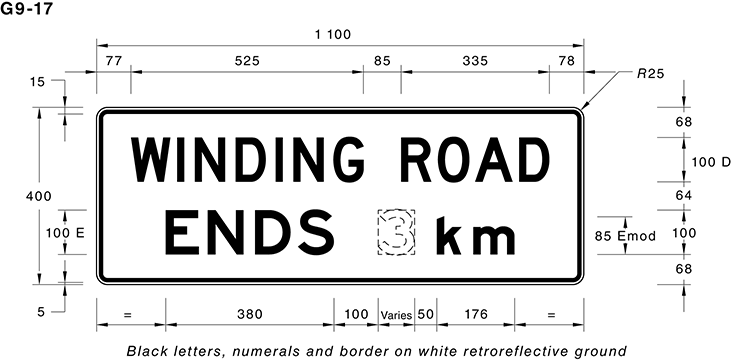 G9-17
1 100
77 525 85 335 78
15 R25
WINDING ROAD
ENDS 3 km
400
100 E
5
68
100 D
64
85 Emod 100
68
= 380 100 Varies 50 176 =
Black letters, numerals and border on white retroreflective ground